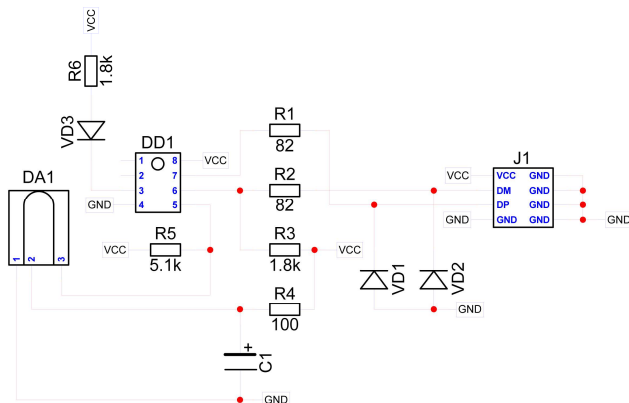 VCC
R6
1.8k
VD3
DD1
1 8 VCC
2 7
3 6
GND 4 5
DA1
1 2 3
VCC R5
5.1k
R1
82
R2
82
R3 VCC
1.8k
R4
100
+
C1
GND
VD1
VD2
GND
J1
VCC VCC GND
DM GND
DP GND
GND GND GND GND